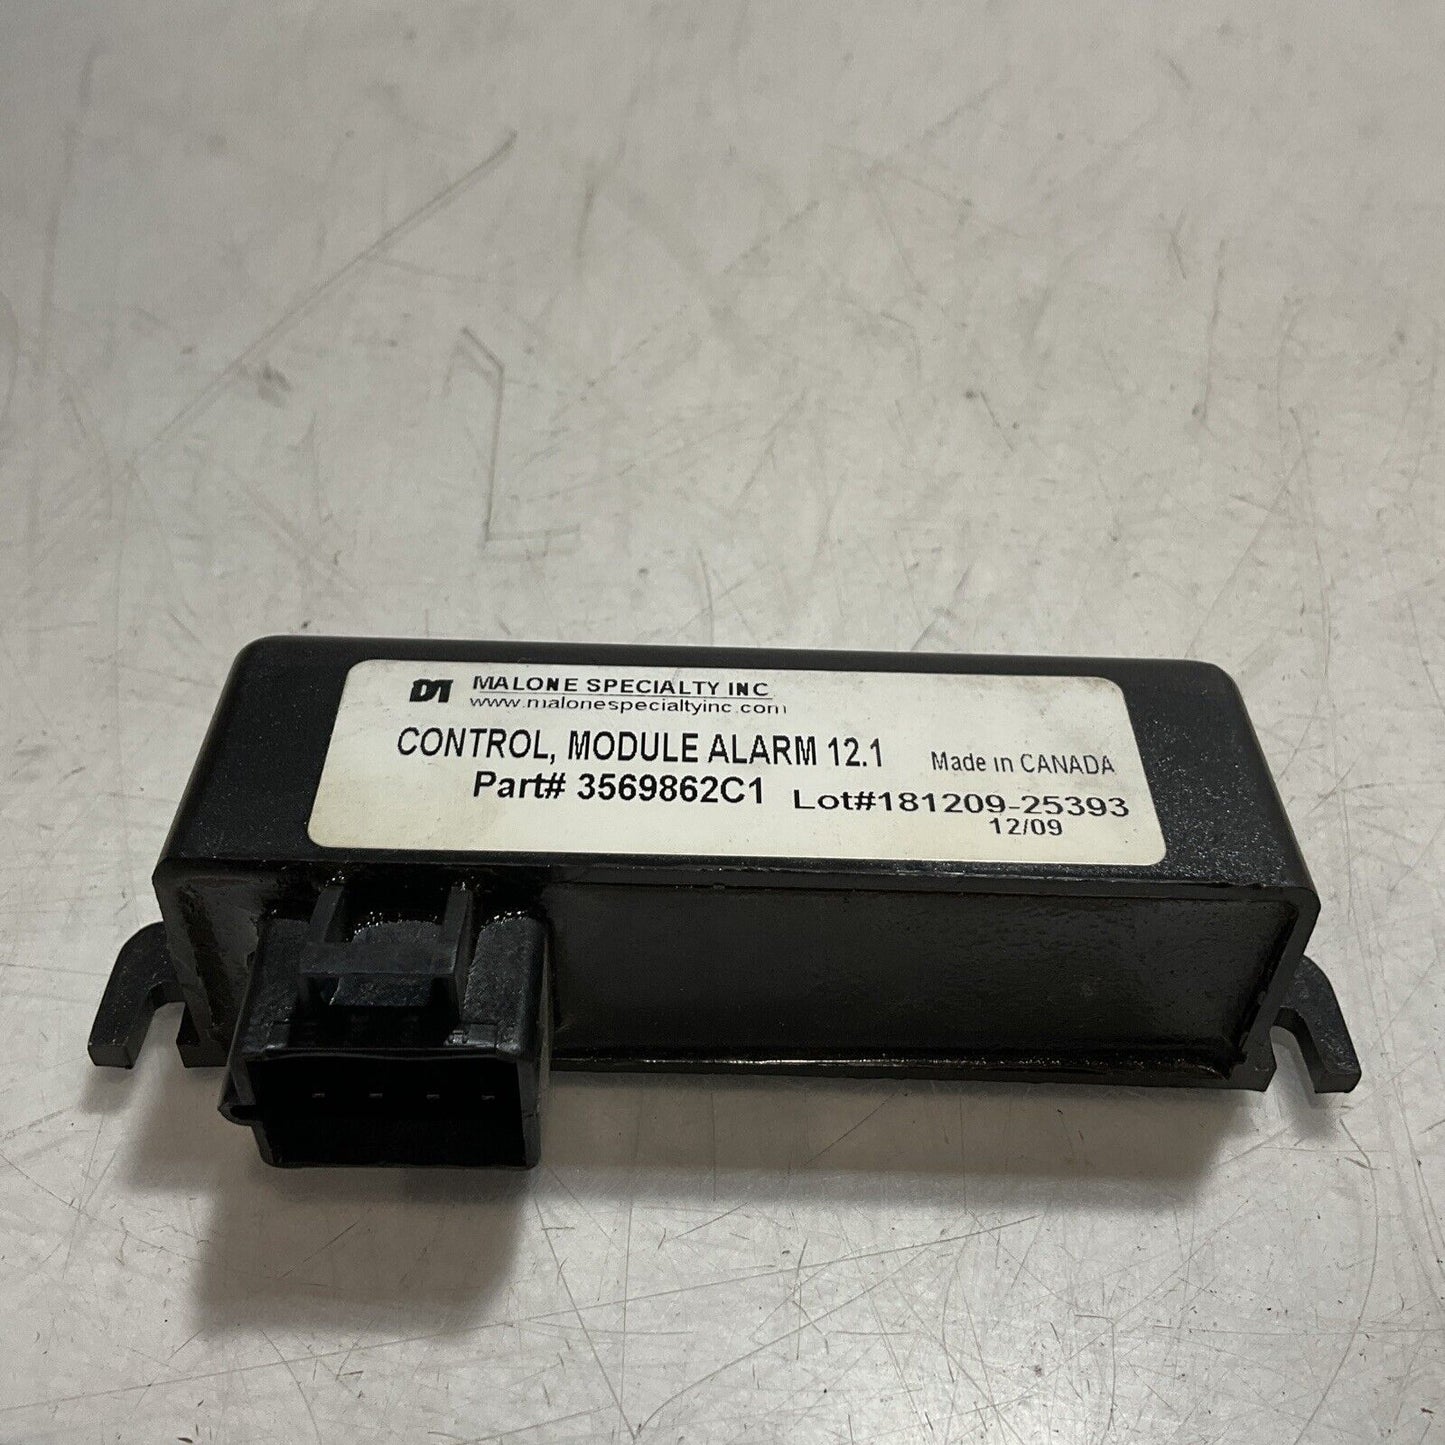 MALONE SPECIALTY INC
www.malonespecialtyinc.com
CONTROL, MODULE ALARM 12.1
Made in CANADA
Part# 3569862C1
Lot#181209-25393
12/09